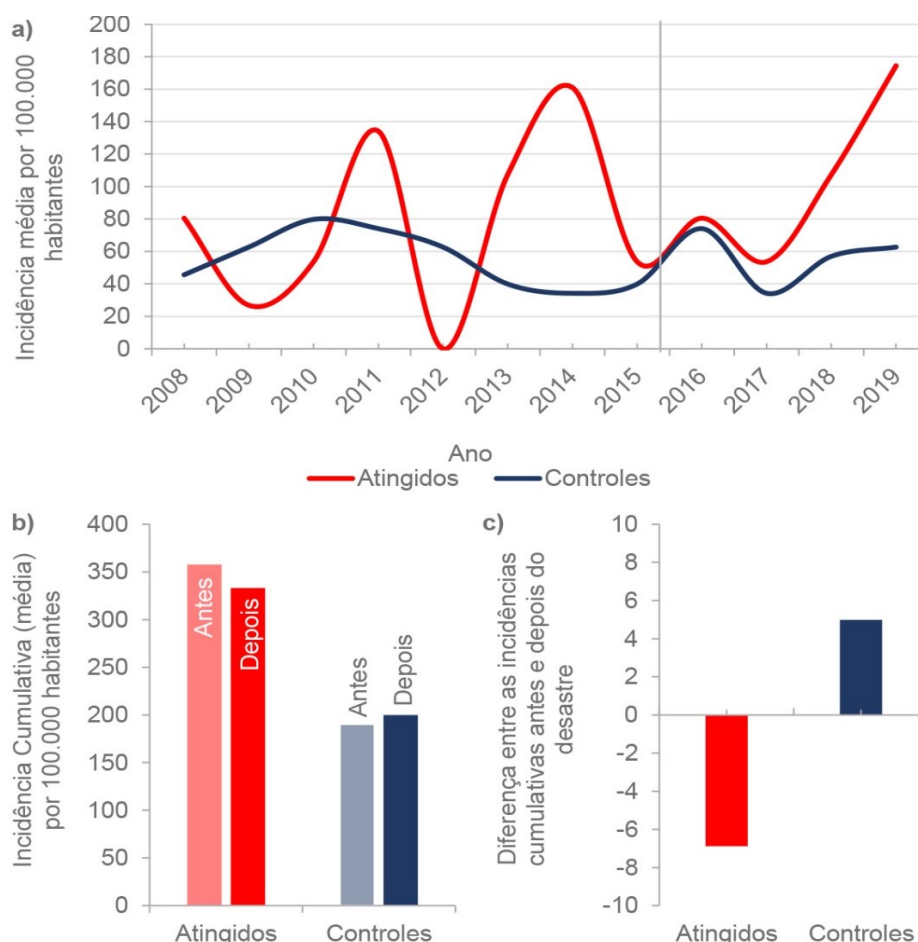 a)
Incidência média por 100.000
habitantes
200
180
160
140
120
100
80
60
40
20
0
2008
2009
2010
2011
2012
2013
2014
2015
2016
2017
2018
2019
Ano
Atingidos
Controles
b)
Incidência Cumulativa (média)
por 100.000 habitantes
400
350
300
250
200
150
100
50
0
Antes
Depois
Antes
Depois
Atingidos
Controles
c)
Diferença entre as incidências
cumulativas antes e depois do
desastre
10
8
6
4
2
0
-2
-4
-6
-8
-10
Atingidos
Controles